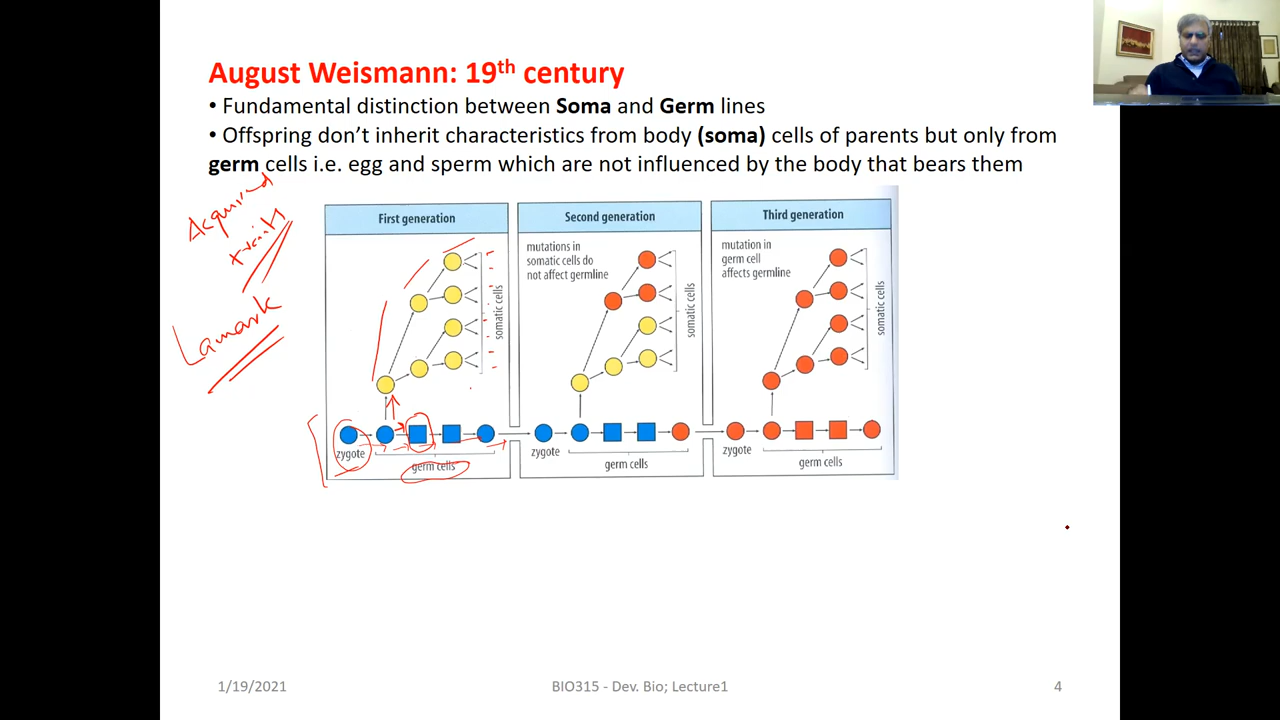 August Weismann: 19th century
• Fundamental distinction between Soma and Germ lines
• Offspring don't inherit characteristics from body (soma) cells of parents but only from
germ cells i.e. egg and sperm which are not influenced by the body that bears them
Acquired
traits
Lamark
First generation
somatic cells
zygote
germ cells
Second generation
mutations in
somatic cells do
not affect germline
somatic cells
zygote
germ cells
Third generation
mutation in
germ cell
affects germline
somatic cells
zygote
germ cells
1/19/2021
BIO315 - Dev. Bio; Lecture1
4